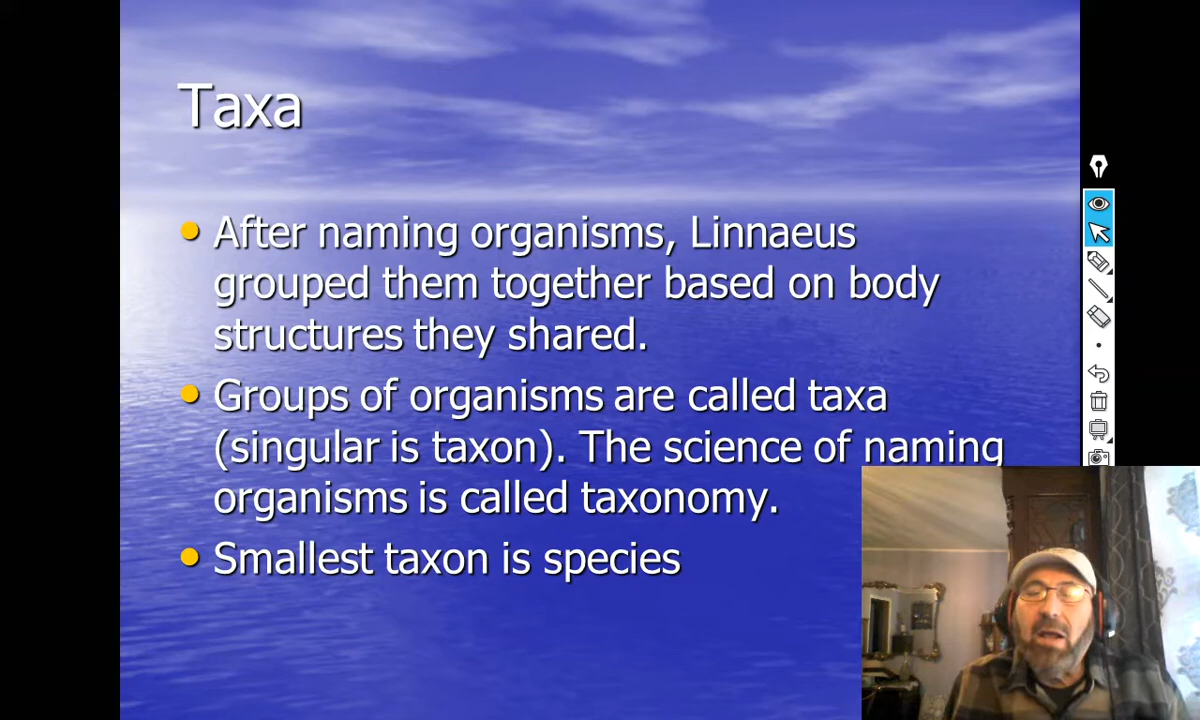 Taxa
After naming organisms, Linnaeus
grouped them together based on body
structures they shared.
Groups of organisms are called taxa
(singular is taxon). The science of naming
organisms is called taxonomy.
Smallest taxon is species